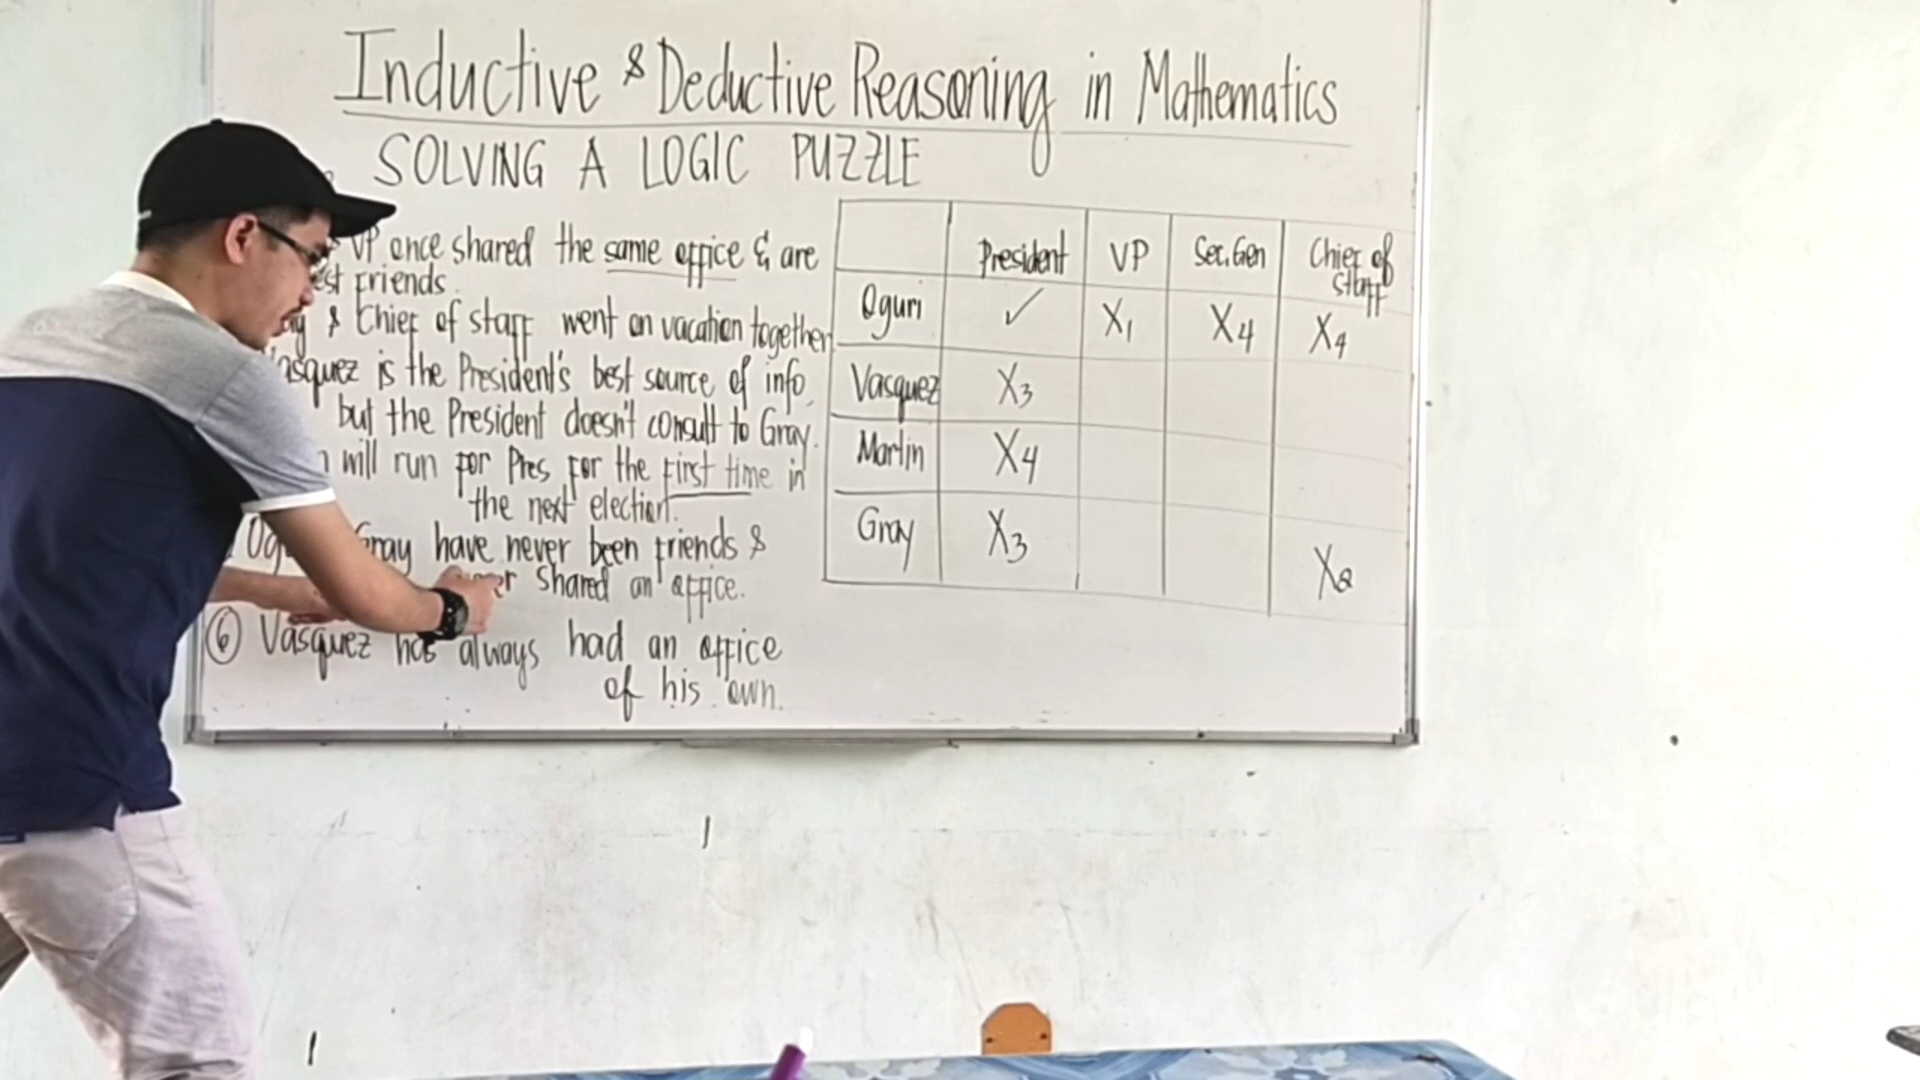 Inductive & Deductive Reasoning in Mathematics
SOLVING A LOGIC PUZZLE
VP once shared the same office & are
friends.
& Chief of staff went on vacation together
is the President's best source of info,
but the President doesn't consult to Gray.
will run for Pres for the first time in
the next election.
Gray have never been friends &
shared an office.
⑥ Vasquez has always had an office
of his own.
President VP Sec. Gen Chief of Staff
Oguri ✓ X1 X4 X4
Vasquez X3
Martin X4
Gray X3 X2